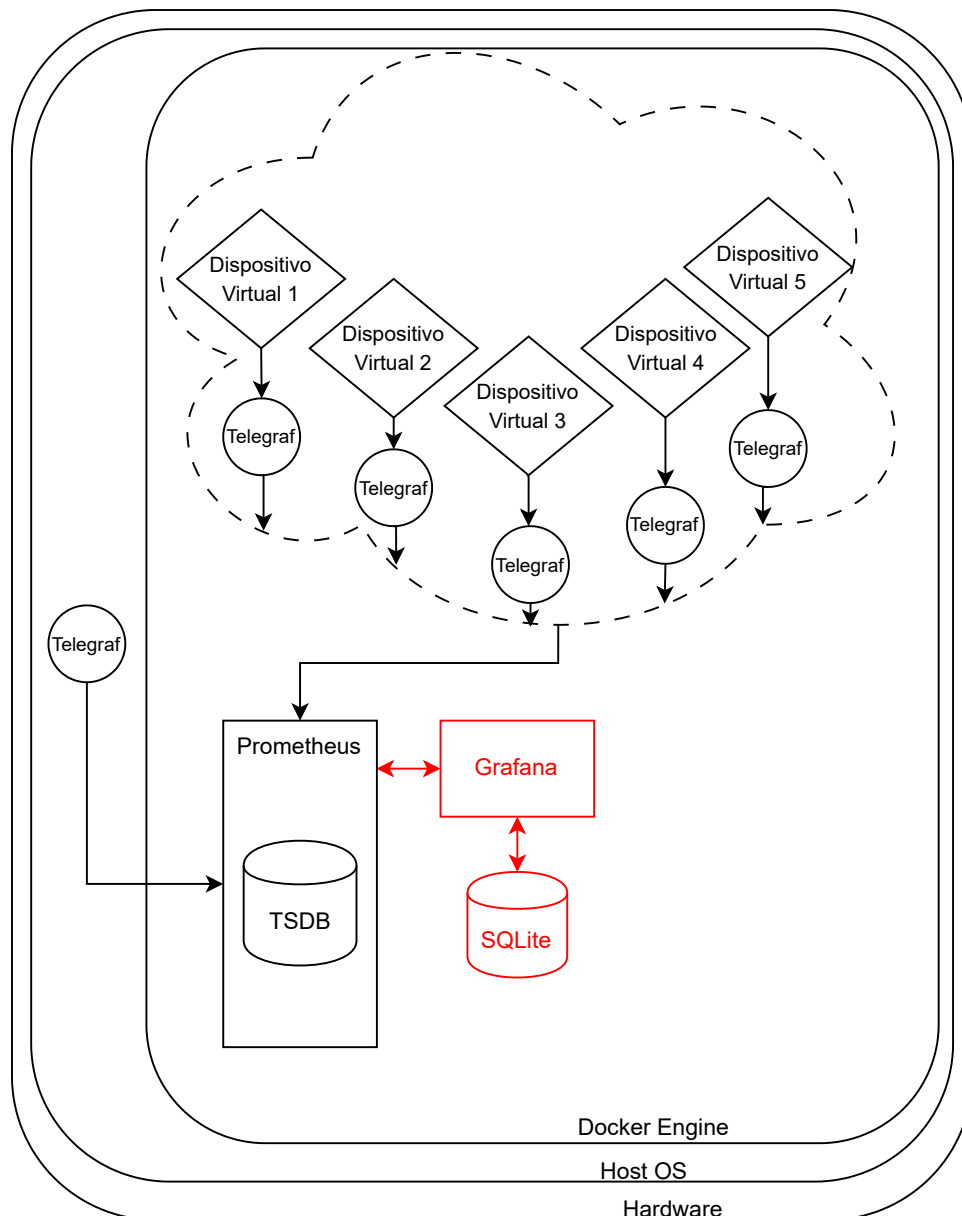 Dispositivo
Virtual 1
Dispositivo
Virtual 2
Dispositivo
Virtual 3
Dispositivo
Virtual 4
Dispositivo
Virtual 5
Telegraf
Telegraf
Telegraf
Telegraf
Telegraf
Telegraf
Prometheus
TSDB
Grafana
SQLite
Docker Engine
Host OS
Hardware